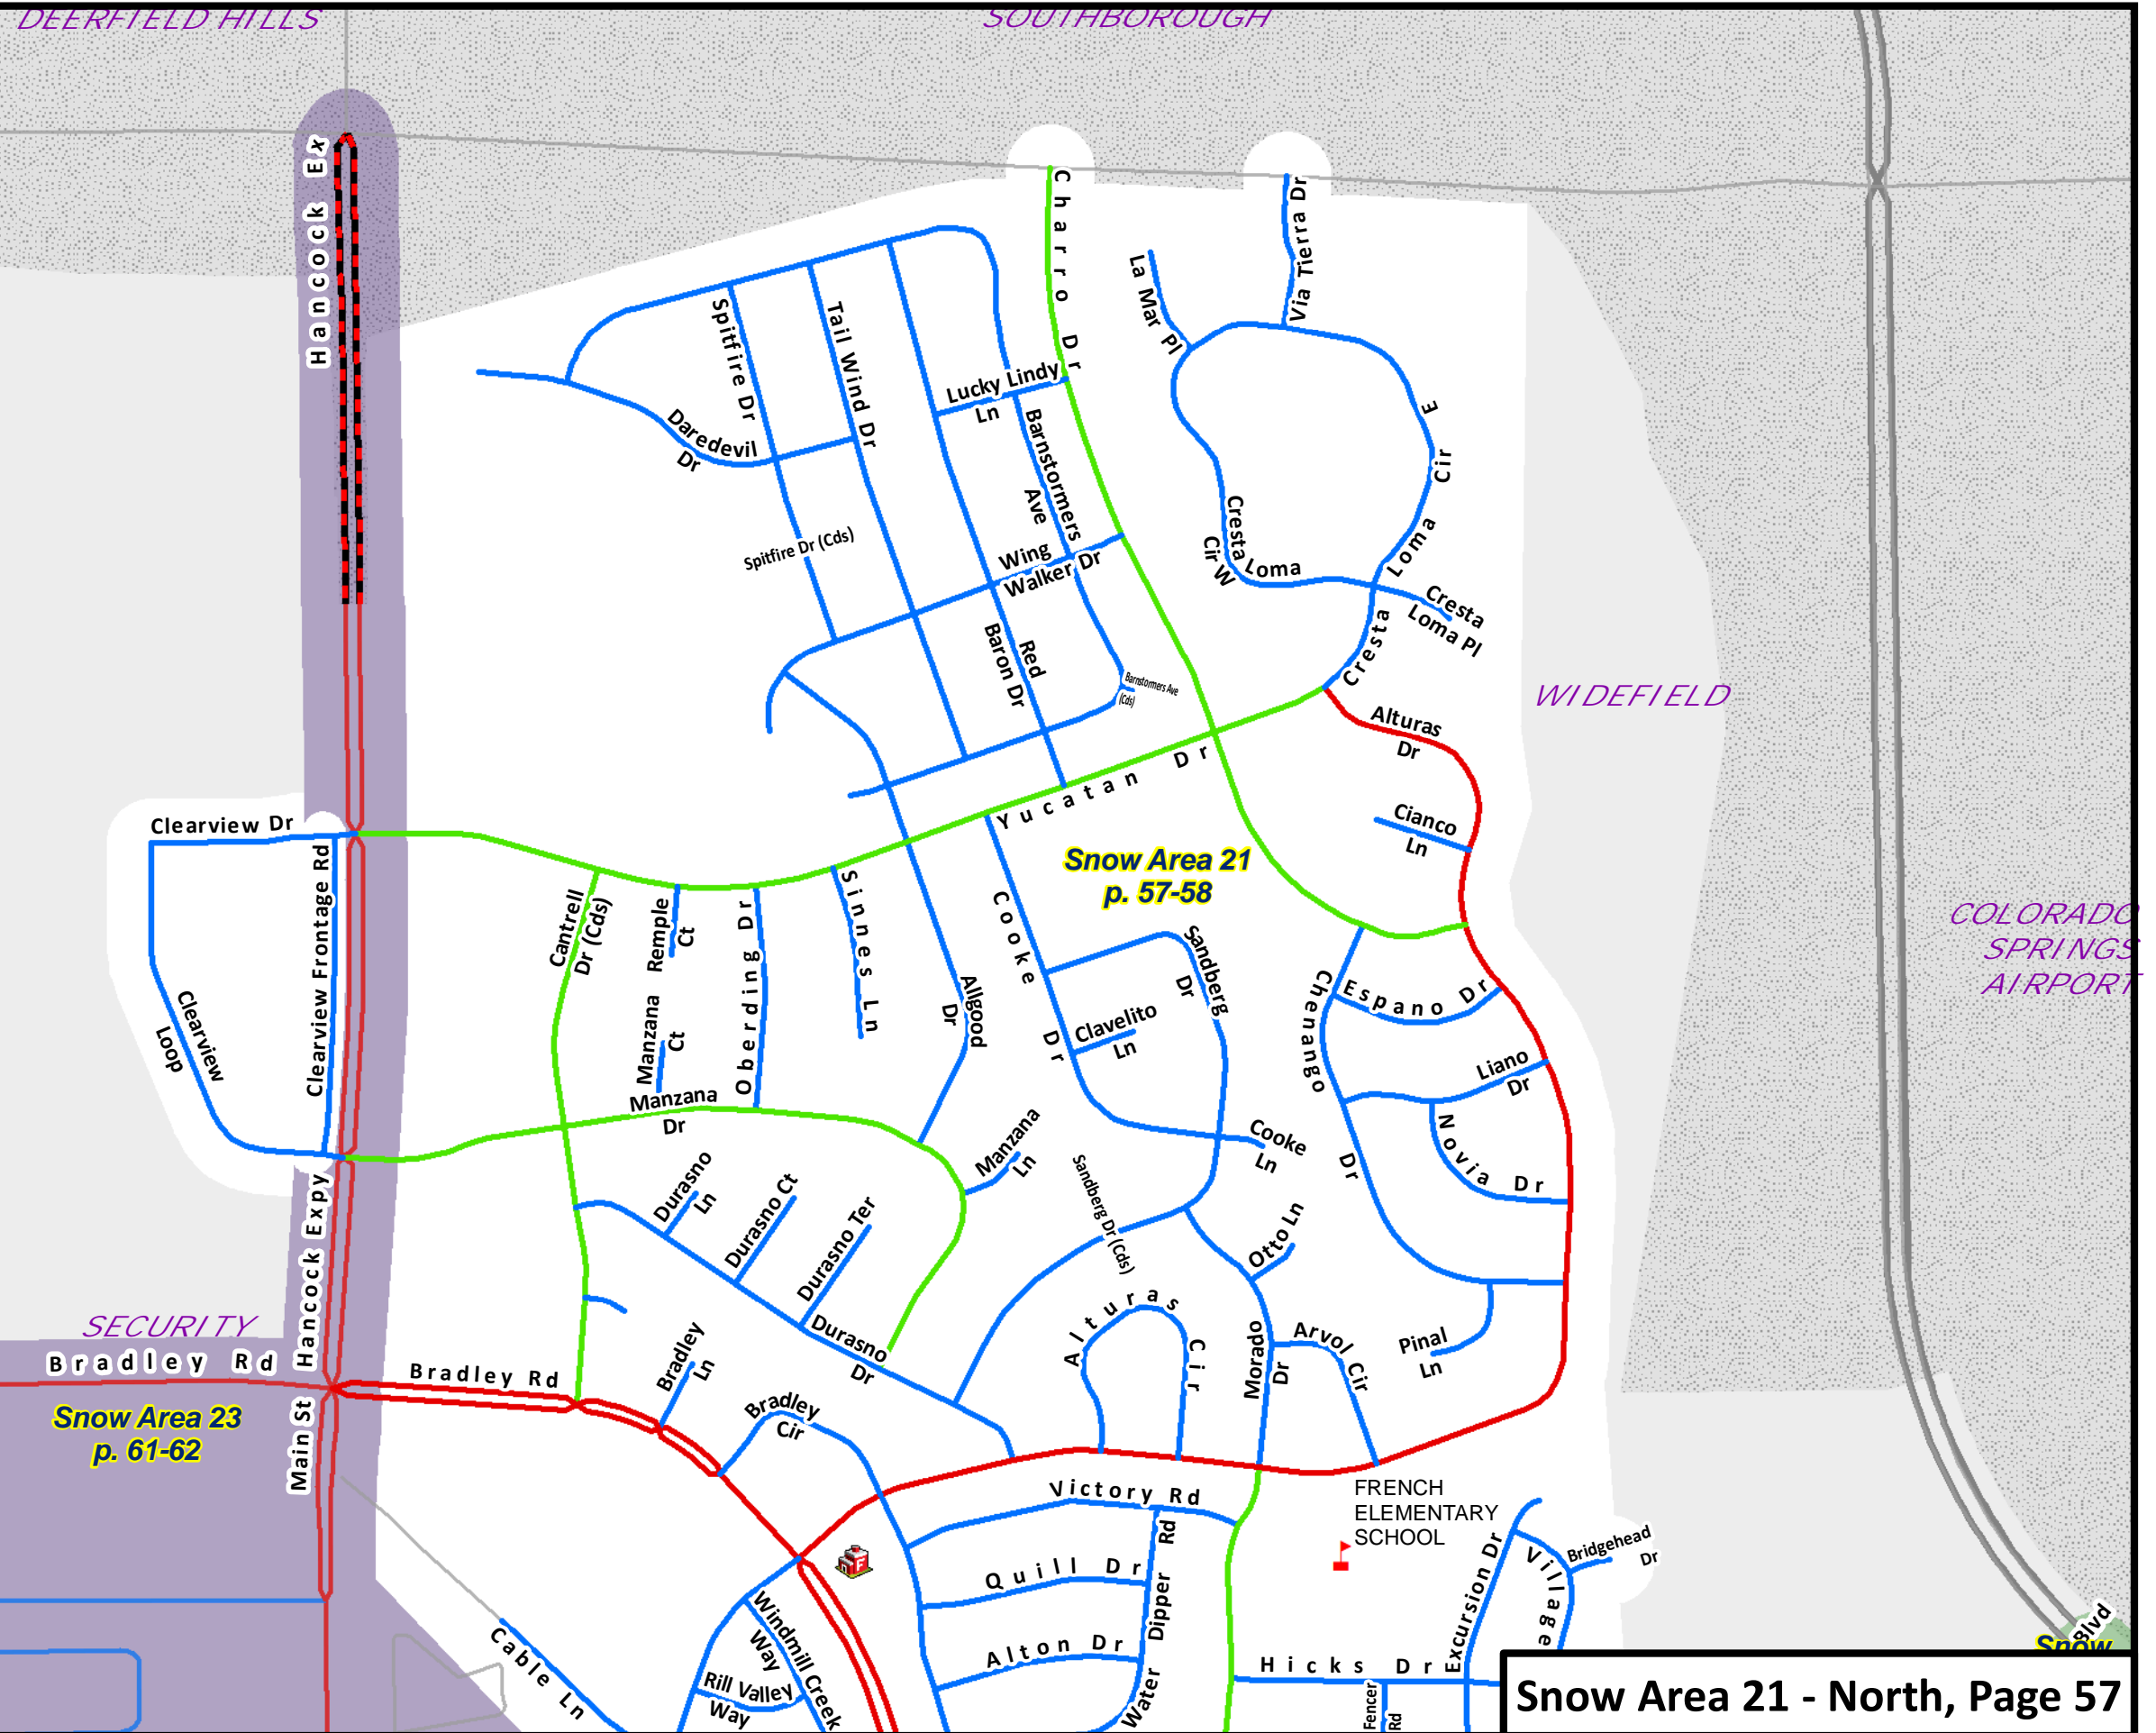 DEERFIELD HILLS
SOUTHBOROUGH
Hancock Ex
Charro Dr
Via Tierra Dr
La Mar Pl
Spitfire Dr
Tail Wind Dr
Lucky Lindy
Ln
Daredevil
Dr
Barnstormers
Ave
E
Cir
Loma
Cresta
Spitfire Dr (Cds)
Wing
Walker Dr
Cresta
Loma
Cir W
Cresta
Loma Pl
Red
Baron Dr
Barnstormers Ave
(Cds)
WIDEFIELD
Alturas
Dr
Yucatan Dr
Cianco
Ln
Clearview Dr
Clearview Frontage Rd
Snow Area 21
p. 57-58
Cantrell
Dr (Cds)
Remple
Ct
Oberding Dr
Sinnes Ln
Cooke Dr
Sandberg
Dr
COLORADO
SPRINGS
AIRPORT
Clearview
Loop
Manzana
Ct
Allgood
Dr
Clavelito
Ln
Chenango Dr
Espano Dr
Liano
Dr
Manzana
Dr
Manzana
Ln
Cooke
Ln
Novia Dr
Hancock Expy
Durasno
Ln
Durasno Ct
Durasno Ter
Sandberg Dr (Cds)
Otto Ln
SECURITY
Bradley Rd
Bradley Rd
Bradley
Ln
Durasno
Dr
Alturas Cir
Morado
Dr
Arvol Cir
Pinal
Ln
Snow Area 23
p. 61-62
Main St
Bradley
Cir
Victory Rd
FRENCH
ELEMENTARY
SCHOOL
Quill Dr
Water Dipper Rd
Excursion Dr
Village
Bridgehead
Dr
Windmill Creek
Way
Cable Ln
Alton Dr
Rill Valley
Way
Hicks Dr
Fencer
Rd
Blvd
Snow
F
Snow Area 21 - North, Page 57